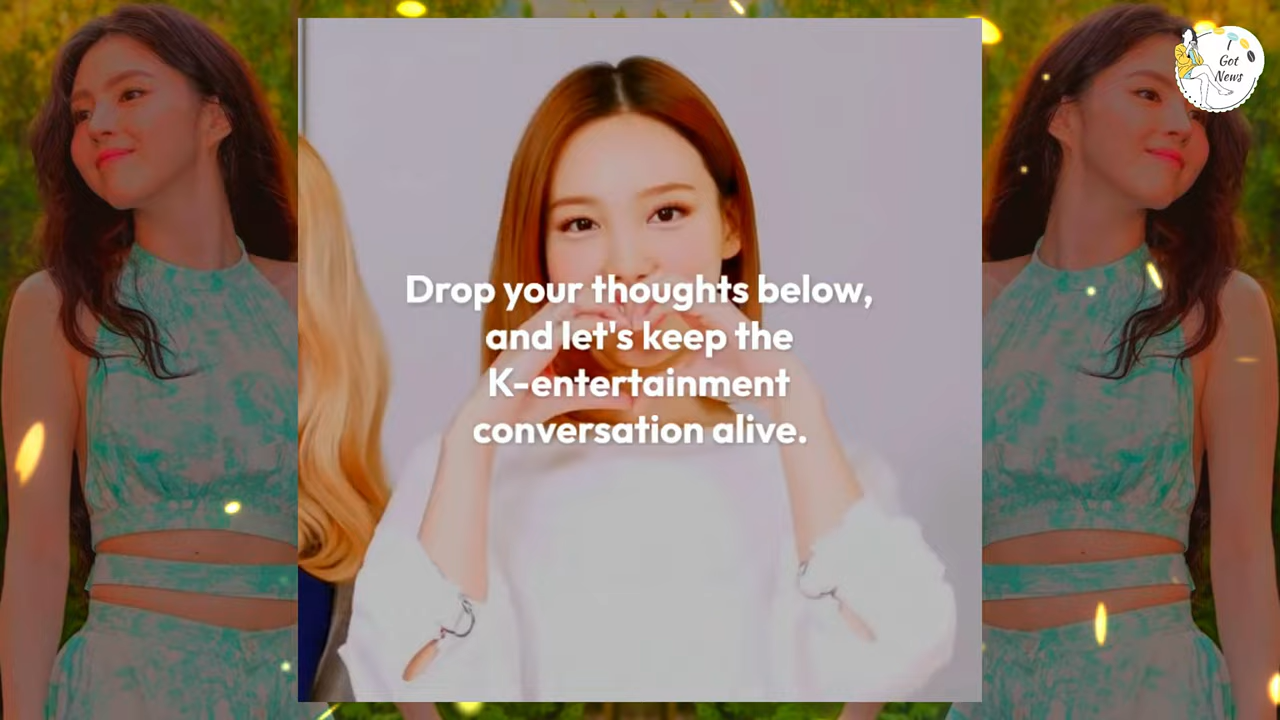 I
Got
News
Drop your thoughts below,
and let's keep the
K-entertainment
conversation alive.